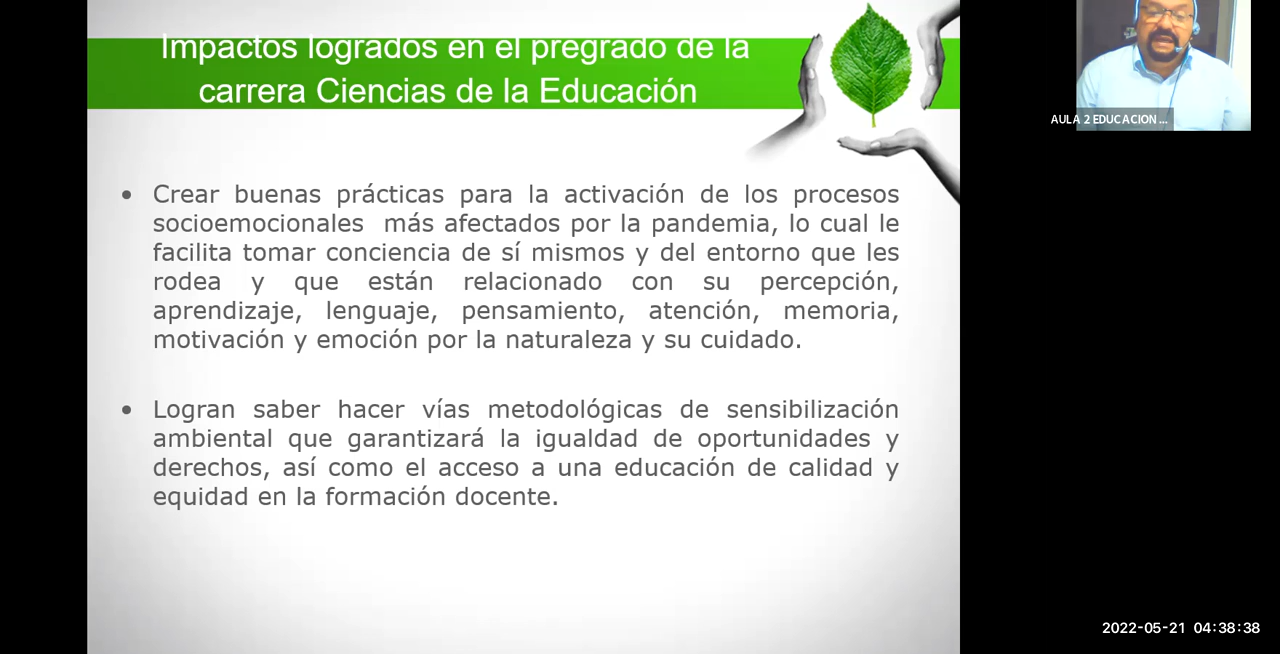 Impactos logrados en el pregrado de la
carrera Ciencias de la Educación
AULA 2 EDUCACION ...
• Crear buenas prácticas para la activación de los procesos
socioemocionales más afectados por la pandemia, lo cual le
facilita tomar conciencia de sí mismos y del entorno que les
rodea y que están relacionado con su percepción,
aprendizaje, lenguaje, pensamiento, atención, memoria,
motivación y emoción por la naturaleza y su cuidado.
• Logran saber hacer vías metodológicas de sensibilización
ambiental que garantizará la igualdad de oportunidades y
derechos, así como el acceso a una educación de calidad y
equidad en la formación docente.
2022-05-21 04:38:38